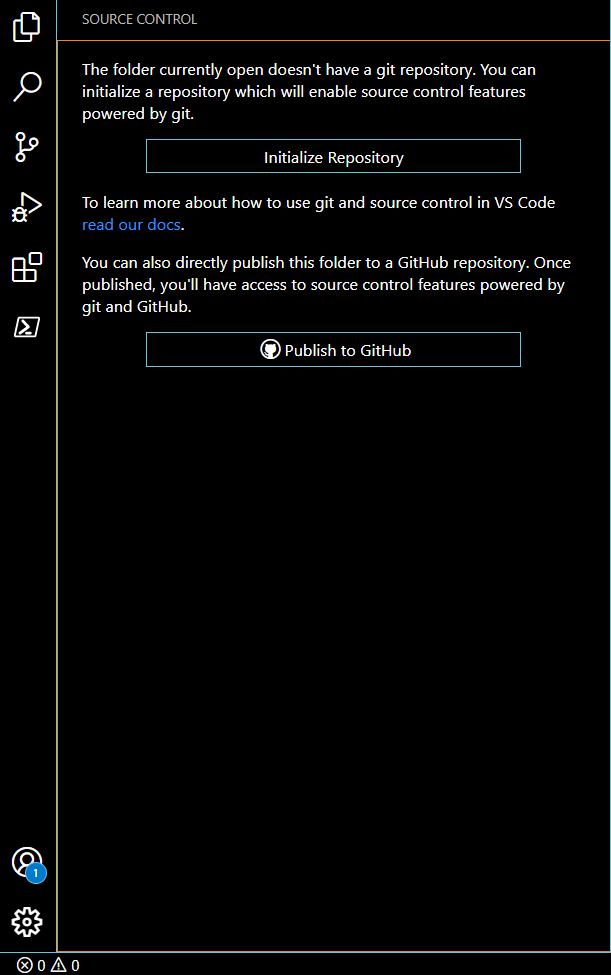 SOURCE CONTROL
The folder currently open doesn't have a git repository. You can
initialize a repository which will enable source control features
powered by git.
Initialize Repository
To learn more about how to use git and source control in VS Code
read our docs.
You can also directly publish this folder to a GitHub repository. Once
published, you'll have access to source control features powered by
git and GitHub.
Publish to GitHub
1
0 0